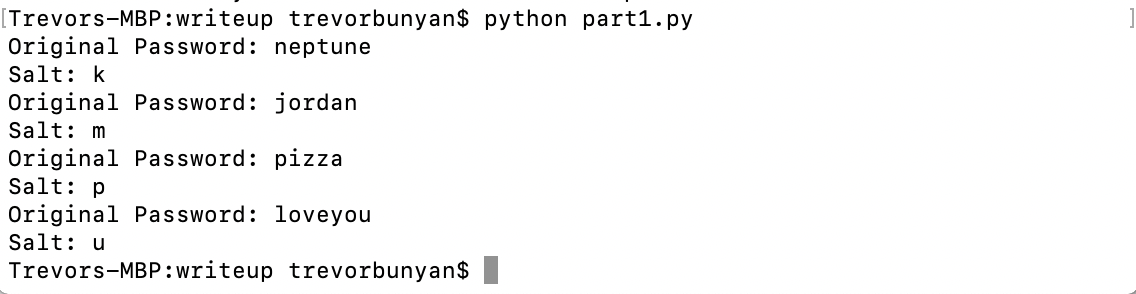 [Trevors-MBP:writeup trevorbunyan$ python part1.py ]
Original Password: neptune
Salt: k
Original Password: jordan
Salt: m
Original Password: pizza
Salt: p
Original Password: loveyou
Salt: u
Trevors-MBP:writeup trevorbunyan$